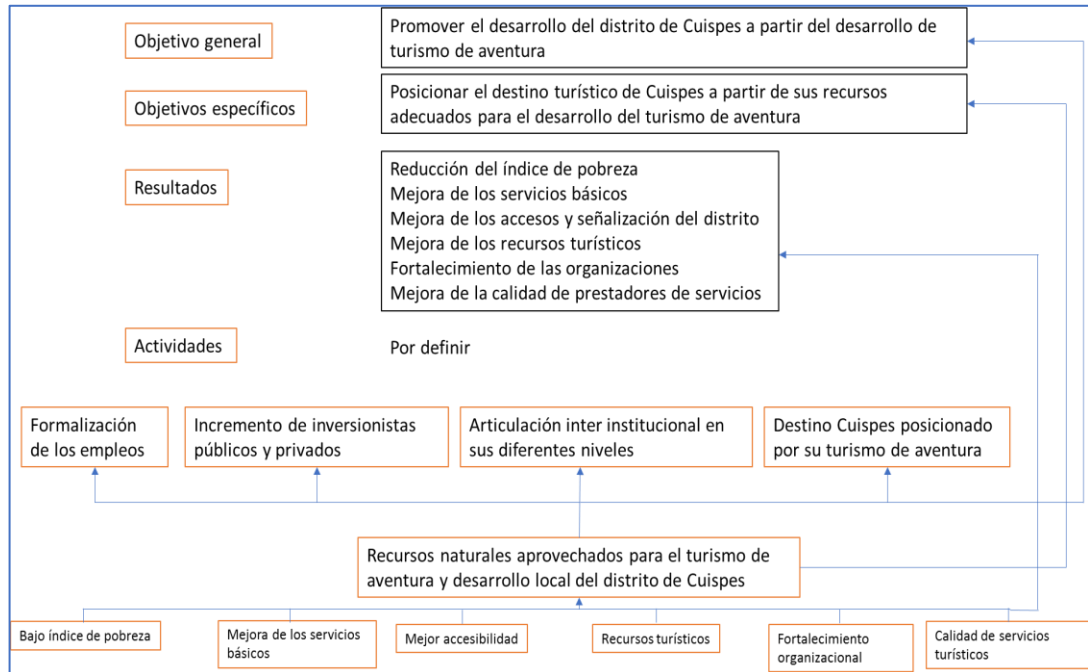 Objetivo general
Promover el desarrollo del distrito de Cuispes a partir del desarrollo de
turismo de aventura
Objetivos específicos
Posicionar el destino turístico de Cuispes a partir de sus recursos
adecuados para el desarrollo del turismo de aventura
Resultados
Reducción del índice de pobreza
Mejora de los servicios básicos
Mejora de los accesos y señalización del distrito
Mejora de los recursos turísticos
Fortalecimiento de las organizaciones
Mejora de la calidad de prestadores de servicios
Actividades
Por definir
Formalización
de los empleos
Incremento de inversionistas
públicos y privados
Articulación inter institucional en
sus diferentes niveles
Destino Cuispes posicionado
por su turismo de aventura
Recursos naturales aprovechados para el turismo de
aventura y desarrollo local del distrito de Cuispes
Bajo índice de pobreza
Mejora de los servicios
básicos
Mejor accesibilidad
Recursos turísticos
Fortalecimiento
organizacional
Calidad de servicios
turísticos